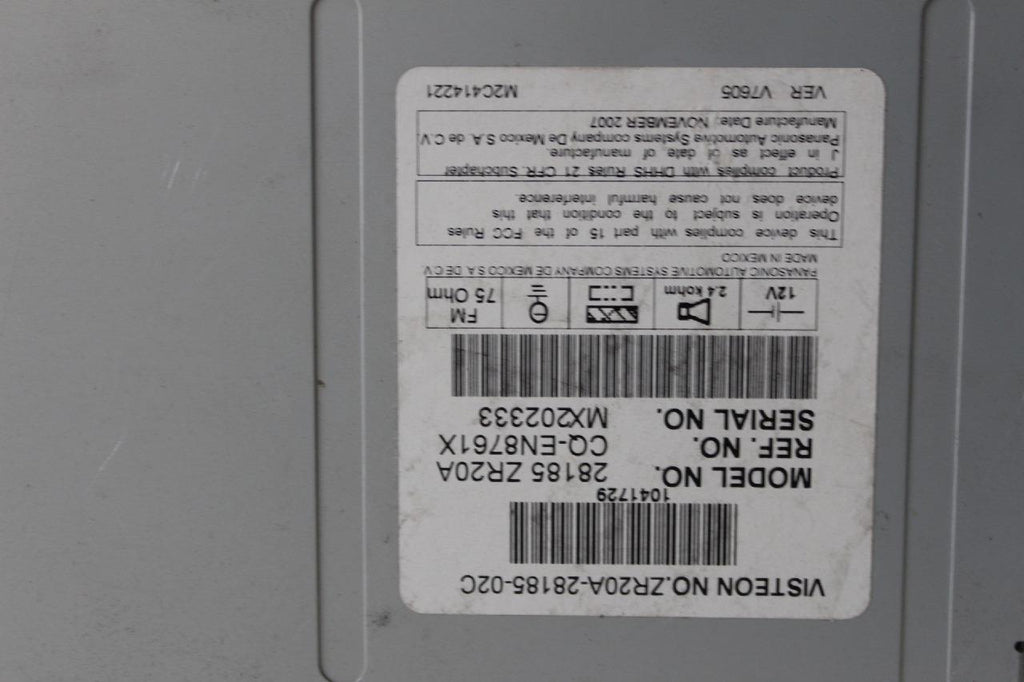 VISTEON NO.ZR20A-28185-02C
1041729
MODEL NO. 28185 ZR20A
REF. NO. CQ-EN8761X
SERIAL NO. MX202333
12V
2.4 kohm
FM
75 Ohm
PANASONIC AUTOMOTIVE SYSTEMS COMPANY DE MEXICO S.A. DE C.V.
MADE IN MEXICO
This device complies with part 15 of the FCC Rules
Operation is subject to the condition that this
device does not cause harmful interference.
Product complies with DHHS Rules 21 CFR. Subchapter
J in effect as of date of manufacture.
Panasonic Automotive Systems company De Mexico S.A. de C.V.
Manufacture Date: NOVEMBER 2007
VER V7605 M2C414221